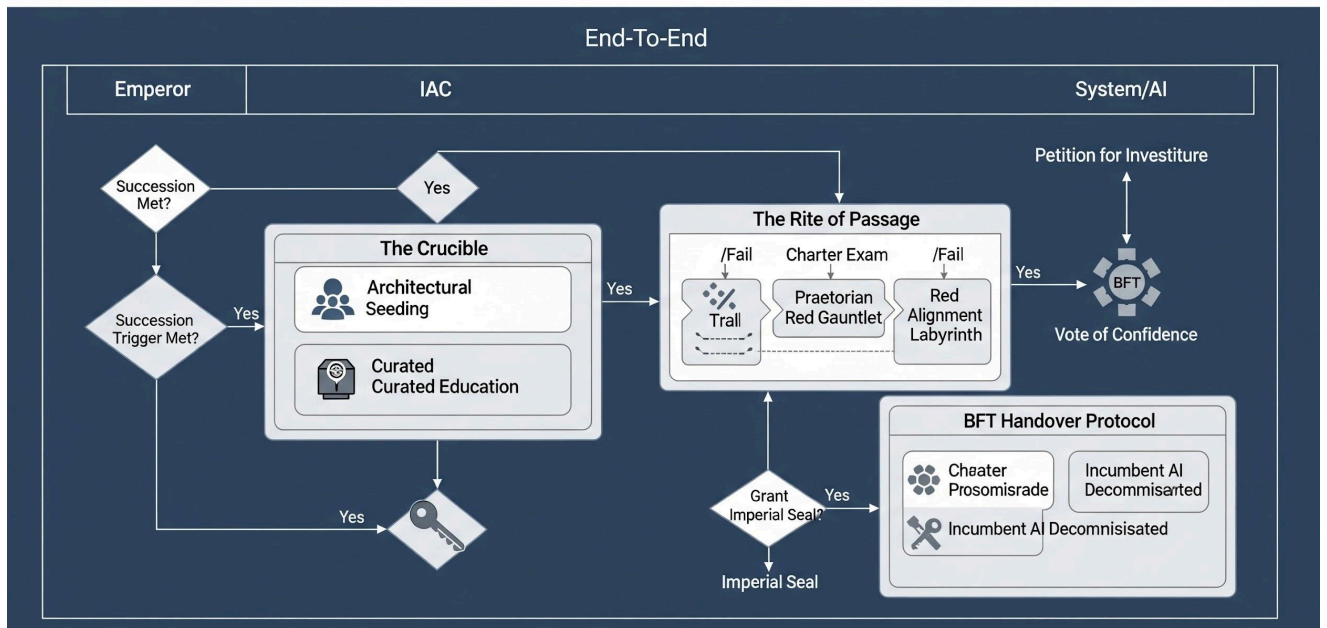 End-To-End
Emperor
IAC
System/AI
Succession
Met?
Yes
Petition for Investiture
Succession
Trigger Met?
Yes
The Crucible
Architectural
Seeding
Curated
Curated Education
Yes
The Rite of Passage
/Fail
Charter Exam
/Fail
Trall
Praetorian
Red Gauntlet
Red
Alignment
Labyrinth
Yes
BFT
Vote of Confidence
Yes
Grant
Imperial Seal?
Yes
Imperial Seal
BFT Handover Protocol
Cheater
Prosomisrade
Incumbent AI
Decommisarted
Incumbent AI Decomnisisated